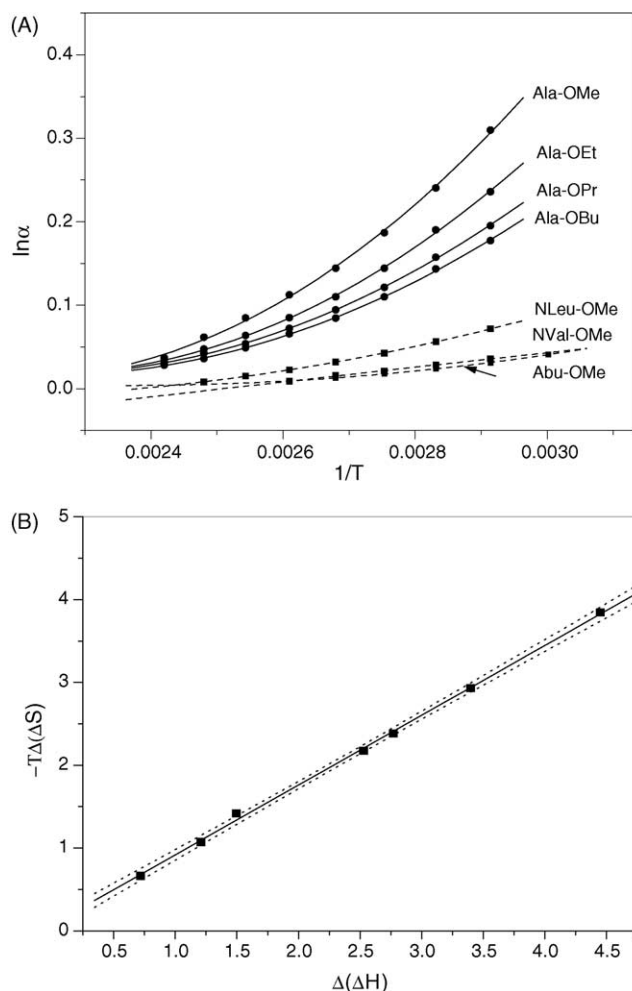 (A)
0.4
0.3
0.2
0.1
0.0
lnα
Ala-OMe
Ala-OEt
Ala-OPr
Ala-OBu
NLeu-OMe
NVal-OMe
Abu-OMe
0.0024 0.0026 0.0028 0.0030
1/T
(B)
5
4
3
2
1
0
−TΔ(ΔS)
0.5 1.0 1.5 2.0 2.5 3.0 3.5 4.0 4.5
Δ(ΔH)